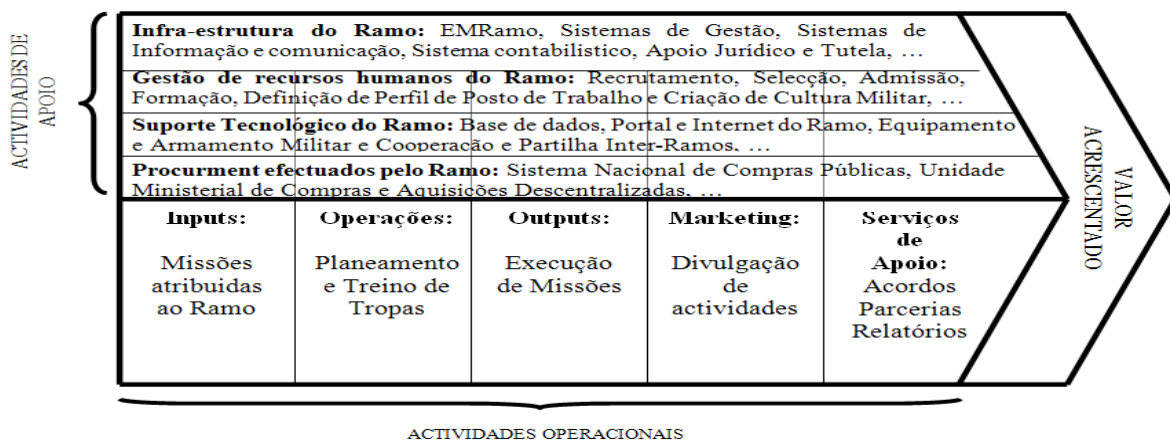 ACTIVIDADES DE
APOIO
Infra-estrutura do Ramo: EMRamo, Sistemas de Gestão, Sistemas de
Informação e comunicação, Sistema contabilistico, Apoio Jurídico e Tutela, …
Gestão de recursos humanos do Ramo: Recrutamento, Selecção, Admissão,
Formação, Definição de Perfil de Posto de Trabalho e Criação de Cultura Militar, …
Suporte Tecnológico do Ramo: Base de dados, Portal e Internet do Ramo, Equipamento
e Armamento Militar e Cooperação e Partilha Inter-Ramos, …
Procurment efectuados pelo Ramo: Sistema Nacional de Compras Públicas, Unidade
Ministerial de Compras e Aquisições Descentralizadas, …
Inputs:
Missões
atribuidas
ao Ramo
Operações:
Planeamento
e Treino de
Tropas
Outputs:
Execução
de Missões
Marketing:
Divulgação
de
actividades
Serviços
de
Apoio:
Acordos
Parcerias
Relatórios
VALOR
ACRESCENTADO
ACTIVIDADES OPERACIONAIS